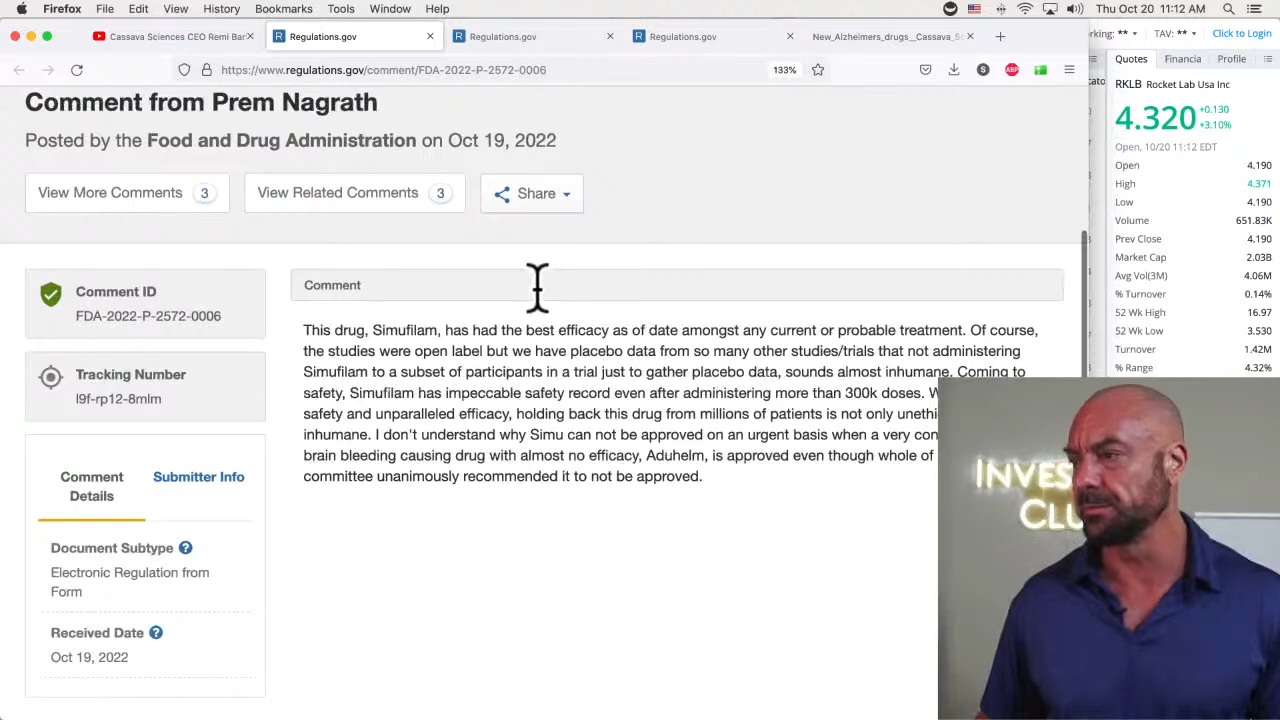 Firefox File Edit View History Bookmarks Tools Window Help Thu Oct 20 11:12 AM
Cassava Sciences CEO Remi Bar Regulations.gov Regulations.gov Regulations.gov New_Alzheimers_drugs__Cassava_Sc
rking: ** TAV: ** Click to Login
https://www.regulations.gov/comment/FDA-2022-P-2572-0006 133%
Quotes Financia Profile
RKLB Rocket Lab Usa Inc
4.320 +0.130
+3.10%
Open, 10/20 11:12 EDT
Open 4.190
High 4.371
Low 4.190
Volume 651.83K
Prev Close 4.190
Market Cap 2.03B
Avg Vol(3M) 4.06M
% Turnover 0.14%
52 Wk High 16.97
52 Wk Low 3.530
Turnover 1.42M
% Range 4.32%
Comment from Prem Nagrath
Posted by the Food and Drug Administration on Oct 19, 2022
View More Comments 3 View Related Comments 3 Share
Comment ID
FDA-2022-P-2572-0006
Tracking Number
l9f-rp12-8mlm
Comment Details
Submitter Info
Document Subtype
Electronic Regulation from
Form
Received Date
Oct 19, 2022
Comment
This drug, Simufilam, has had the best efficacy as of date amongst any current or probable treatment. Of course,
the studies were open label but we have placebo data from so many other studies/trials that not administering
Simufilam to a subset of participants in a trial just to gather placebo data, sounds almost inhumane. Coming to
safety, Simufilam has impeccable safety record even after administering more than 300k doses. W
safety and unparalleled efficacy, holding back this drug from millions of patients is not only unethi
inhumane. I don't understand why Simu can not be approved on an urgent basis when a very con
brain bleeding causing drug with almost no efficacy, Aduhelm, is approved even though whole of
committee unanimously recommended it to not be approved.
INVES
CLU